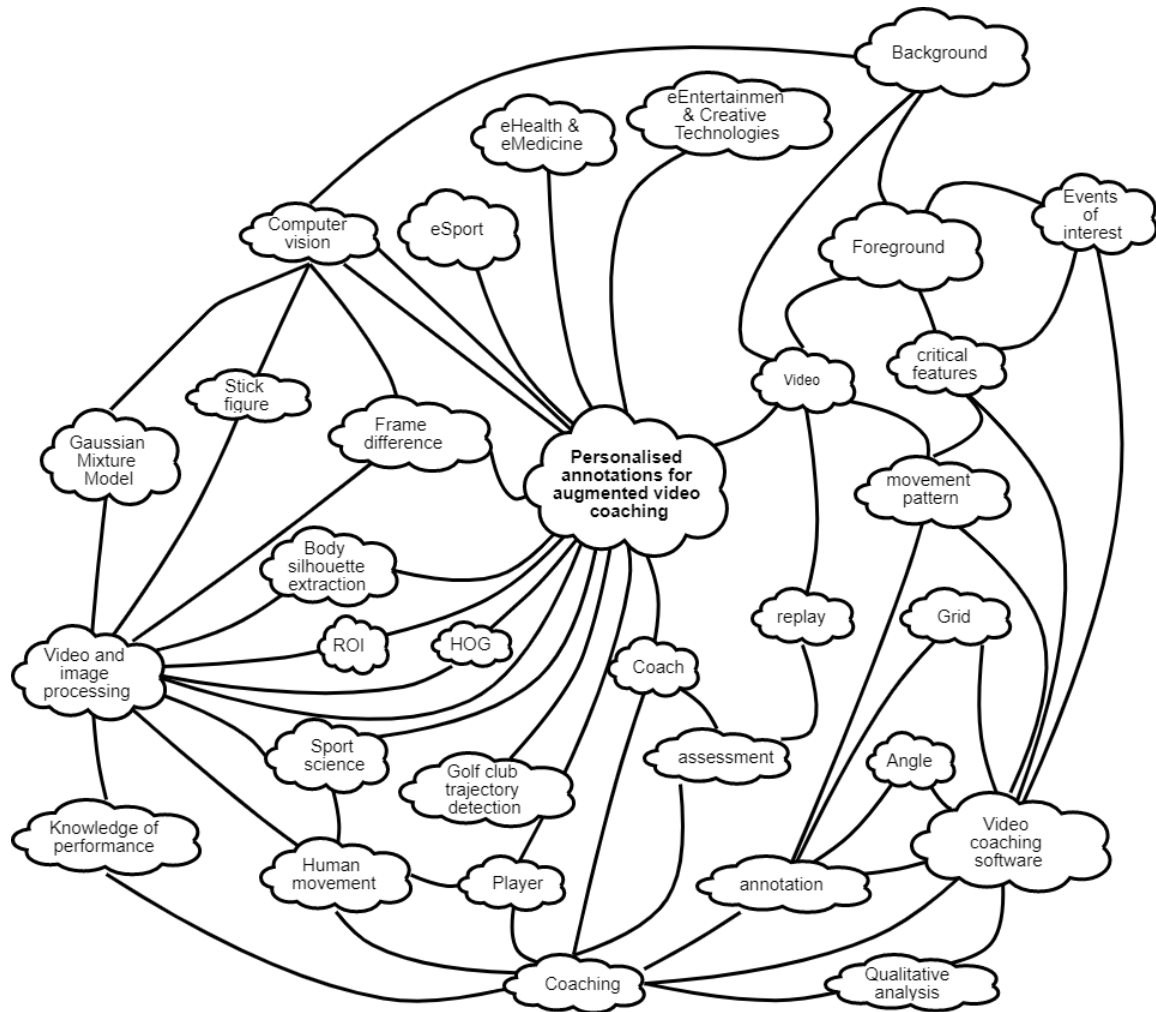 Background
eEntertainmen
& Creative
Technologies
eHealth &
eMedicine
Events
of
interest
Computer
vision
eSport
Foreground
critical
features
Video
Stick
figure
Frame
difference
Gaussian
Mixture
Model
Personalised
annotations for
augmented video
coaching
movement
pattern
Body
silhouette
extraction
replay
Grid
ROI
HOG
Video and
image
processing
Coach
Sport
science
assessment
Angle
Golf club
trajectory
detection
Knowledge of
performance
Video
coaching
software
Human
movement
Player
annotation
Coaching
Qualitative
analysis